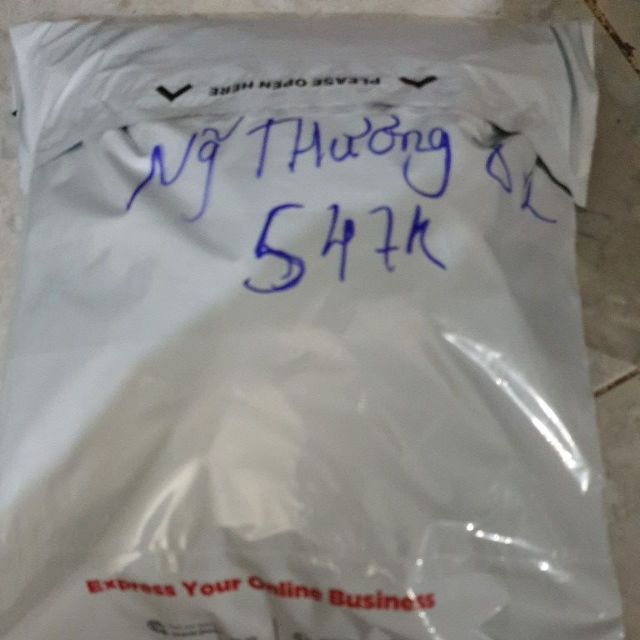 PLEASE OPEN HERE
Ng Thương
547K
Express Your Online Business